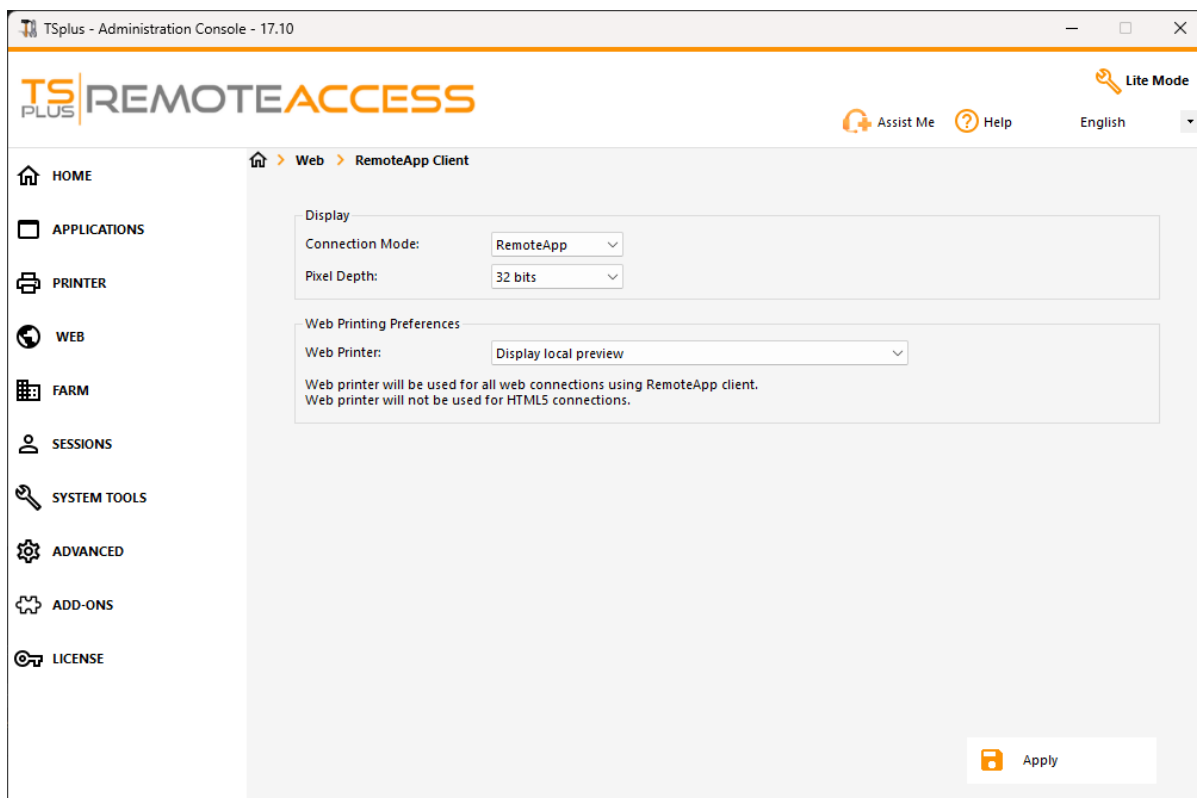 TSplus - Administration Console - 17.10
TS PLUS REMOTEACCESS
Lite Mode
Assist Me
Help
English
HOME
APPLICATIONS
PRINTER
WEB
FARM
SESSIONS
SYSTEM TOOLS
ADVANCED
ADD-ONS
LICENSE
Web > RemoteApp Client
Display
Connection Mode: RemoteApp
Pixel Depth: 32 bits
Web Printing Preferences
Web Printer: Display local preview
Web printer will be used for all web connections using RemoteApp client.
Web printer will not be used for HTML5 connections.
Apply